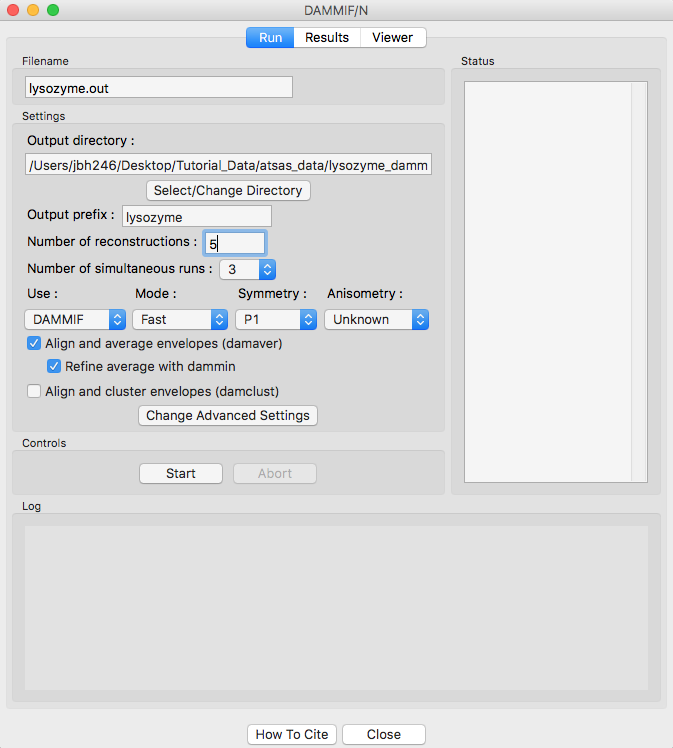 DAMMIF/N
Run Results Viewer
Filename
lysozyme.out
Settings
Output directory :
/Users/jbh246/Desktop/Tutorial_Data/atsas_data/lysozyme_damm
Select/Change Directory
Output prefix : lysozyme
Number of reconstructions : 5
Number of simultaneous runs : 3
Use : Mode : Symmetry : Anisometry :
DAMMIF Fast P1 Unknown
Align and average envelopes (damaver)
Refine average with dammin
Align and cluster envelopes (damclust)
Change Advanced Settings
Controls
Start Abort
Status
Log
How To Cite Close